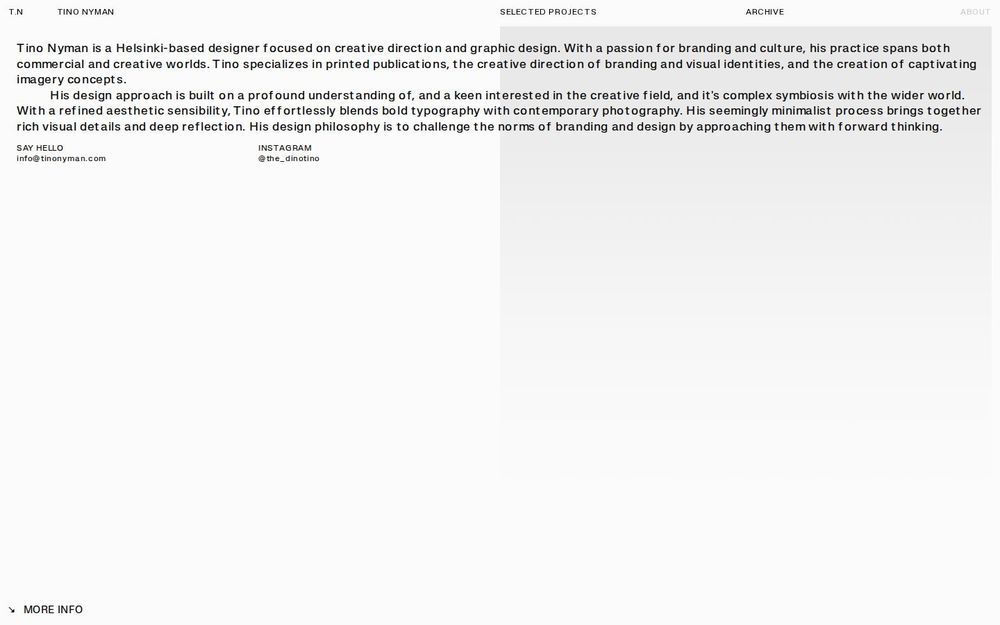 T.N TINO NYMAN SELECTED PROJECTS ARCHIVE ABOUT
Tino Nyman is a Helsinki-based designer focused on creative direction and graphic design. With a passion for branding and culture, his practice spans both
commercial and creative worlds. Tino specializes in printed publications, the creative direction of branding and visual identities, and the creation of captivating
imagery concepts.
His design approach is built on a profound understanding of, and a keen interested in the creative field, and it's complex symbiosis with the wider world.
With a refined aesthetic sensibility, Tino effortlessly blends bold typography with contemporary photography. His seemingly minimalist process brings together
rich visual details and deep reflection. His design philosophy is to challenge the norms of branding and design by approaching them with forward thinking.
SAY HELLO INSTAGRAM
info@tinonyman.com @the_dinotino
↘ MORE INFO